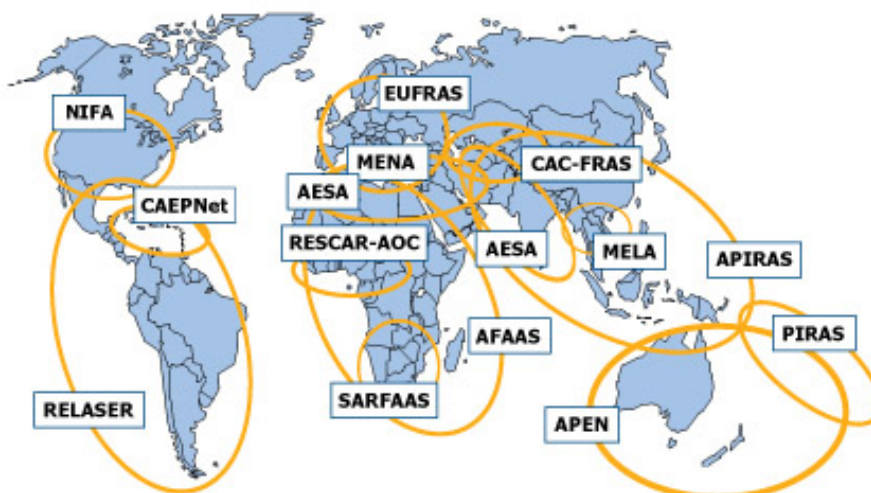 EUFRAS
NIFA
MENA
CAC-FRAS
AESA
CAEPNet
RESCAR-AOC
AESA
MELA
APIRAS
AFAAS
PIRAS
RELASER
SARFAAS
APEN